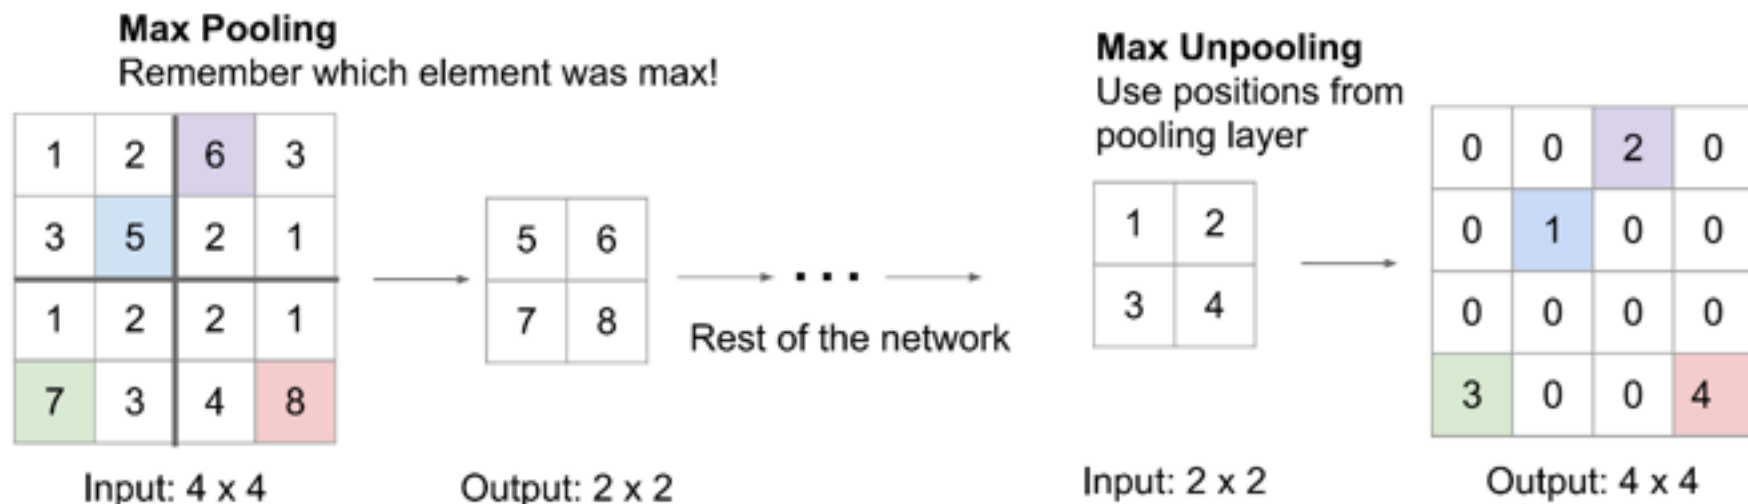 Max Pooling
Remember which element was max!
1 2 6 3
3 5 2 1
1 2 2 1
7 3 4 8
Input: 4 x 4
5 6
7 8
Output: 2 x 2
...
Rest of the network
Max Unpooling
Use positions from
pooling layer
1 2
3 4
Input: 2 x 2
0 0 2 0
0 1 0 0
0 0 0 0
3 0 0 4
Output: 4 x 4